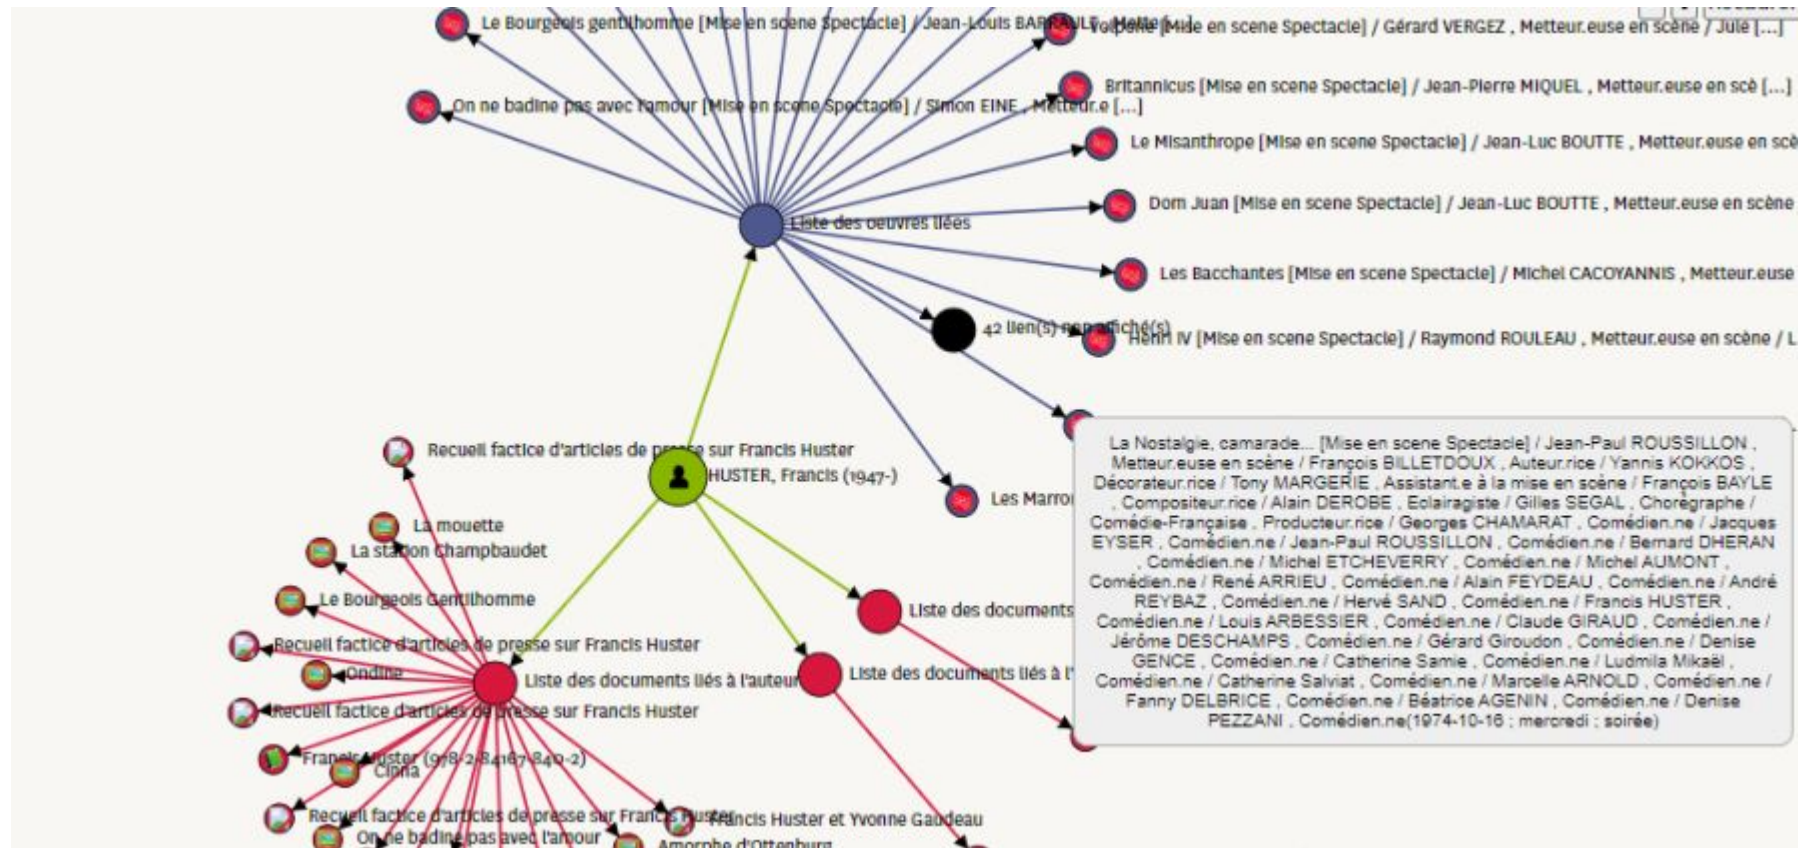 Le Bourgeois gentilhomme [Mise en scene Spectacle] / Jean-Louis BARRAULT , Mette [...]
Volpone [Mise en scene Spectacle] / Gérard VERGEZ , Metteur.euse en scène / Jule [...]
Britannicus [Mise en scene Spectacle] / Jean-Pierre MIQUEL , Metteur.euse en scè [...]
On ne badine pas avec l'amour [Mise en scene Spectacle] / Simon EINE , Metteur.e [...]
Le Misanthrope [Mise en scene Spectacle] / Jean-Luc BOUTTE , Metteur.euse en scè
Dom Juan [Mise en scene Spectacle] / Jean-Luc BOUTTE , Metteur.euse en scène
Liste des oeuvres liées
Les Bacchantes [Mise en scene Spectacle] / Michel CACOYANNIS , Metteur.euse
42 lien(s) non affiché(s)
Henri IV [Mise en scene Spectacle] / Raymond ROULEAU , Metteur.euse en scène / L
Recueil factice d'articles de presse sur Francis Huster
HUSTER, Francis (1947-)
Les Marro
La Nostalgie, camarade... [Mise en scene Spectacle] / Jean-Paul ROUSSILLON ,
Metteur.euse en scène / François BILLETDOUX , Auteur.rice / Yannis KOKKOS ,
Décorateur.rice / Tony MARGERIE , Assistant.e à la mise en scène / François BAYLE
, Compositeur.rice / Alain DEROBE , Eclairagiste / Gilles SEGAL , Chorégraphe /
Comédie-Française , Producteur.rice / Georges CHAMARAT , Comédien.ne / Jacques
EYSER , Comédien.ne / Jean-Paul ROUSSILLON , Comédien.ne / Bernard DHERAN
, Comédien.ne / Michel ETCHEVERRY , Comédien.ne / Michel AUMONT ,
Comédien.ne / René ARRIEU , Comédien.ne / Alain FEYDEAU , Comédien.ne / André
REYBAZ , Comédien.ne / Hervé SAND , Comédien.ne / Francis HUSTER ,
Comédien.ne / Louis ARBESSIER , Comédien.ne / Claude GIRAUD , Comédien.ne /
Jérôme DESCHAMPS , Comédien.ne / Gérard Giroudon , Comédien.ne / Denise
GENCE , Comédien.ne / Catherine Samie , Comédien.ne / Ludmila Mikaël ,
Comédien.ne / Catherine Salviat , Comédien.ne / Marcelle ARNOLD , Comédien.ne /
Fanny DELBRICE , Comédien.ne / Béatrice AGENIN , Comédien.ne / Denise
PEZZANI , Comédien.ne(1974-10-16 ; mercredi ; soirée)
La mouette
La station Champbaudet
Le Bourgeois Gentilhomme
Liste des documents
Recueil factice d'articles de presse sur Francis Huster
Ondine
Liste des documents liés à l'auteur
Liste des documents liés à l'
Recueil factice d'articles de presse sur Francis Huster
Francis Huster (978-2-84167-840-2)
Cinna
Recueil factice d'articles de presse sur Francis Huster
Francis Huster et Yvonne Gaudeau
On ne badine pas avec l'amour
Amorphe d'Ottenburg